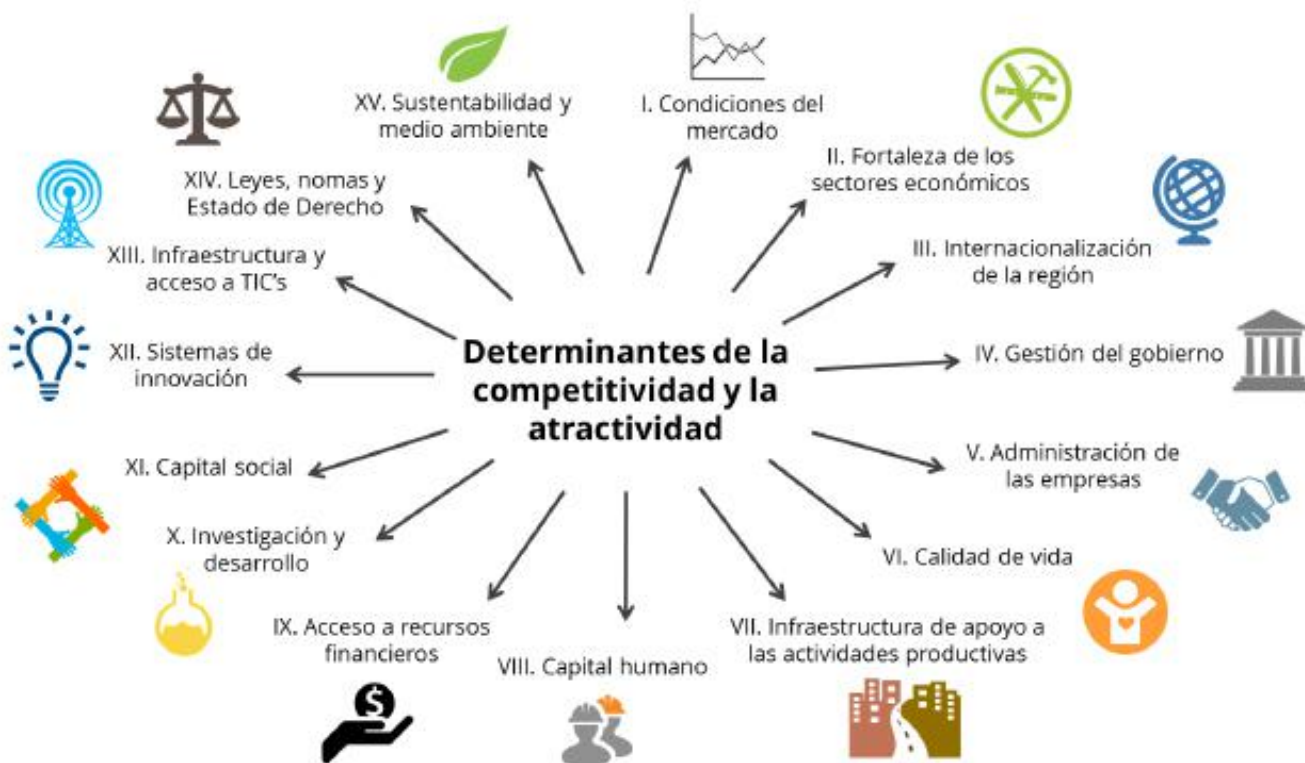 Determinantes de la
competitividad y la
atractividad
I. Condiciones del
mercado
II. Fortaleza de los
sectores económicos
III. Internacionalización
de la región
IV. Gestión del gobierno
V. Administración de
las empresas
VI. Calidad de vida
VII. Infraestructura de apoyo a
las actividades productivas
VIII. Capital humano
IX. Acceso a recursos
financieros
X. Investigación y
desarrollo
XI. Capital social
XII. Sistemas de
innovación
XIII. Infraestructura y
acceso a TIC's
XIV. Leyes, nomas y
Estado de Derecho
XV. Sustentabilidad y
medio ambiente
$